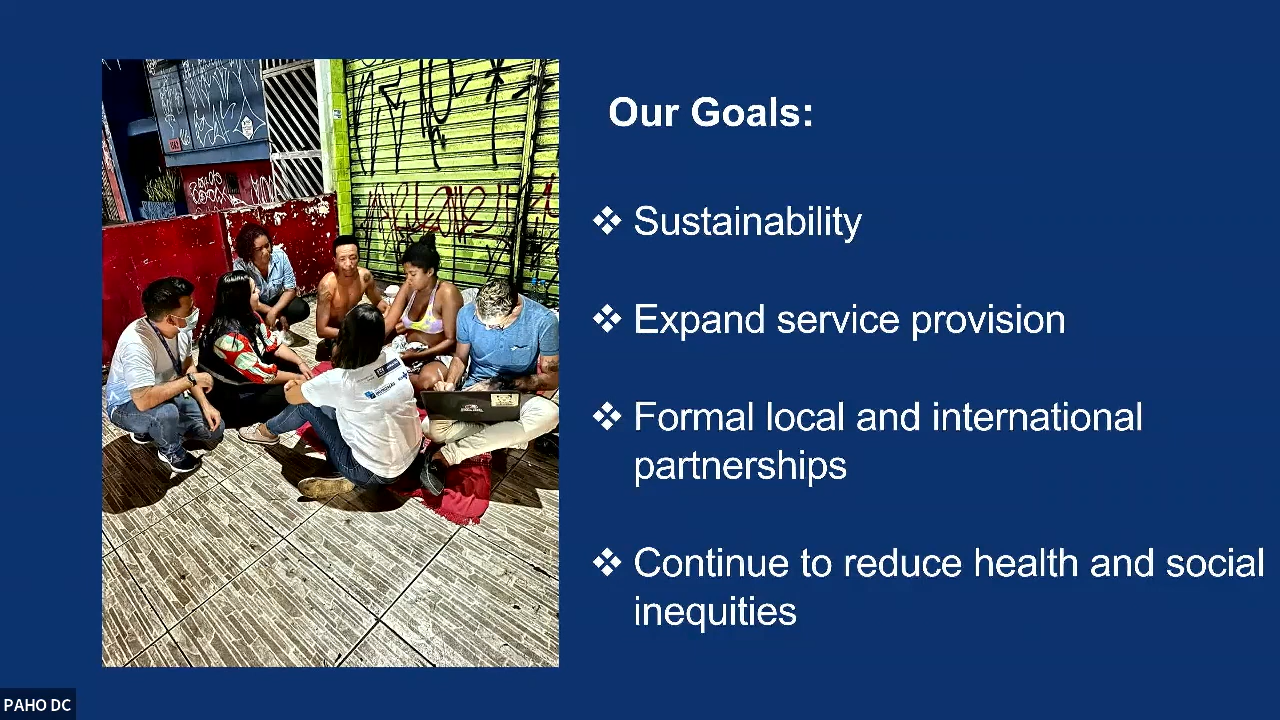 Our Goals:
❖ Sustainability
❖ Expand service provision
❖ Formal local and international
partnerships
❖ Continue to reduce health and social
inequities
PAHO DC